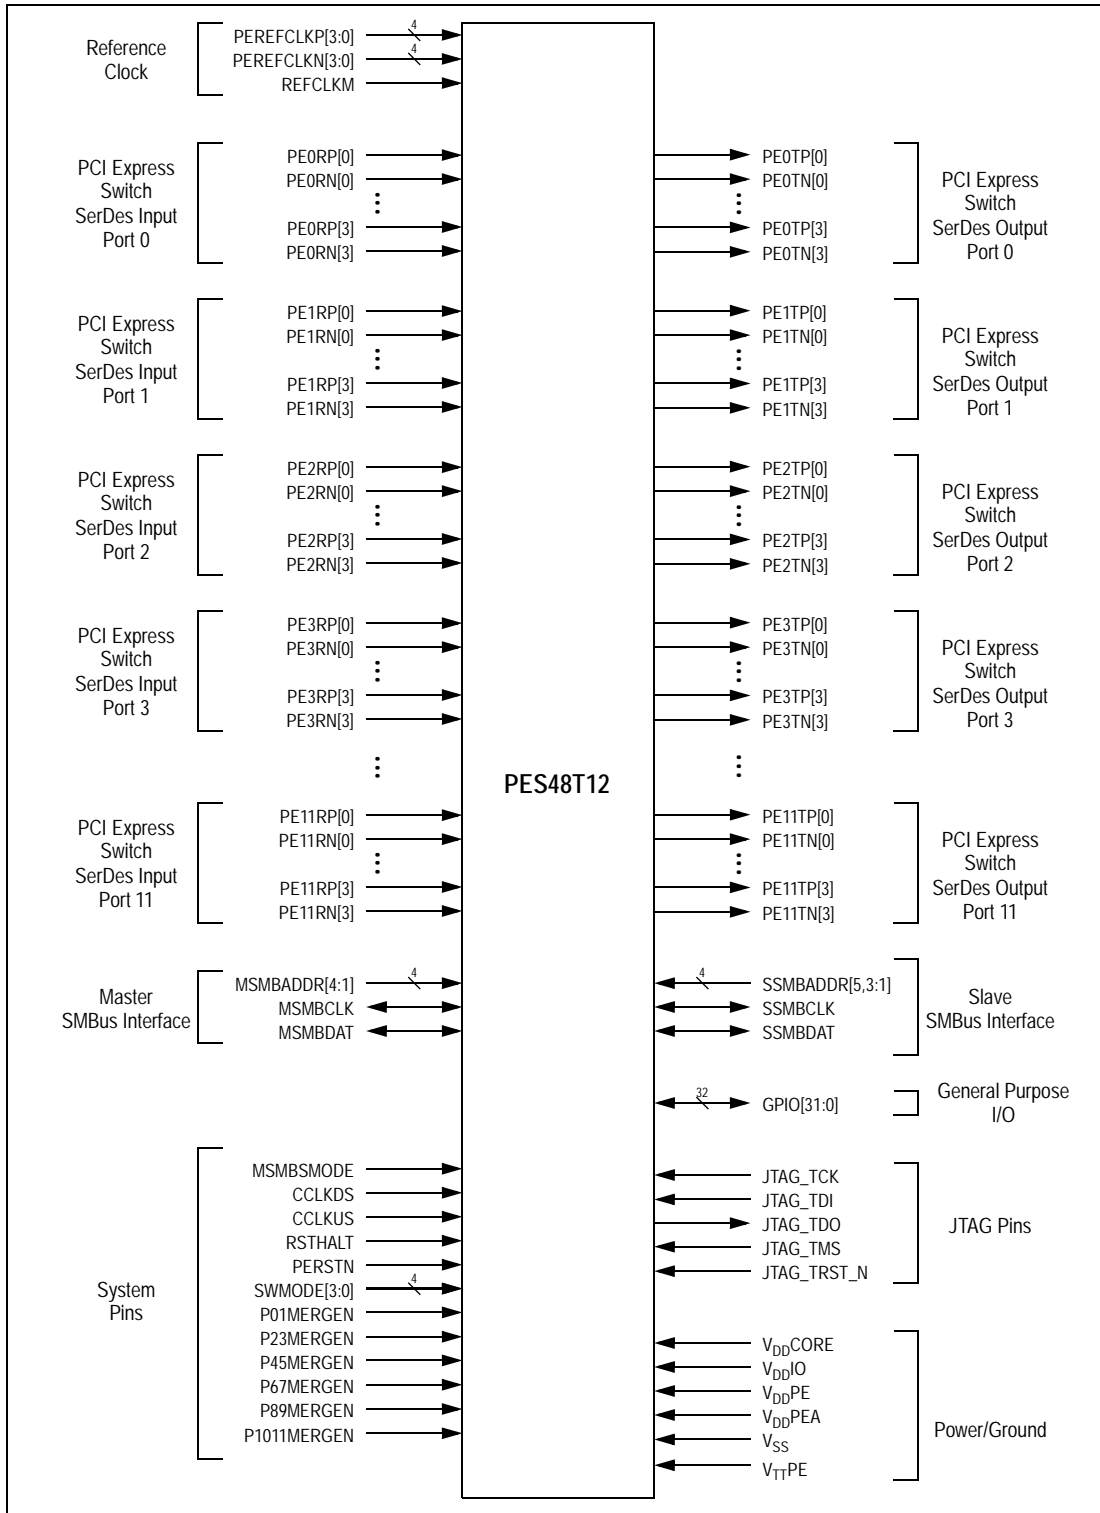 Reference
Clock
4
PEREFCLKP[3:0]
4
PEREFCLKN[3:0]
REFCLKM
PCI Express
Switch
SerDes Input
Port 0
PE0RP[0]
PE0RN[0]
PE0RP[3]
PE0RN[3]
PE0TP[0]
PE0TN[0]
PE0TP[3]
PE0TN[3]
PCI Express
Switch
SerDes Output
Port 0
PCI Express
Switch
SerDes Input
Port 1
PE1RP[0]
PE1RN[0]
PE1RP[3]
PE1RN[3]
PE1TP[0]
PE1TN[0]
PE1TP[3]
PE1TN[3]
PCI Express
Switch
SerDes Output
Port 1
PCI Express
Switch
SerDes Input
Port 2
PE2RP[0]
PE2RN[0]
PE2RP[3]
PE2RN[3]
PE2TP[0]
PE2TN[0]
PE2TP[3]
PE2TN[3]
PCI Express
Switch
SerDes Output
Port 2
PCI Express
Switch
SerDes Input
Port 3
PE3RP[0]
PE3RN[0]
PE3RP[3]
PE3RN[3]
PE3TP[0]
PE3TN[0]
PE3TP[3]
PE3TN[3]
PCI Express
Switch
SerDes Output
Port 3
PES48T12
PCI Express
Switch
SerDes Input
Port 11
PE11RP[0]
PE11RN[0]
PE11RP[3]
PE11RN[3]
PE11TP[0]
PE11TN[0]
PE11TP[3]
PE11TN[3]
PCI Express
Switch
SerDes Output
Port 11
Master
SMBus Interface
MSMBADDR[4:1]
4
MSMBCLK
MSMBDAT
4
SSMBADDR[5,3:1]
SSMBCLK
SSMBDAT
Slave
SMBus Interface
32
GPIO[31:0]
General Purpose
I/O
System
Pins
MSMBSMODE
CCLKDS
CCLKUS
RSTHALT
PERSTN
SWMODE[3:0]
4
P01MERGEN
P23MERGEN
P45MERGEN
P67MERGEN
P89MERGEN
P1011MERGEN
JTAG_TCK
JTAG_TDI
JTAG_TDO
JTAG_TMS
JTAG_TRST_N
JTAG Pins
VDDCORE
VDDIO
VDDPE
VDDPEA
VSS
VTTPE
Power/Ground